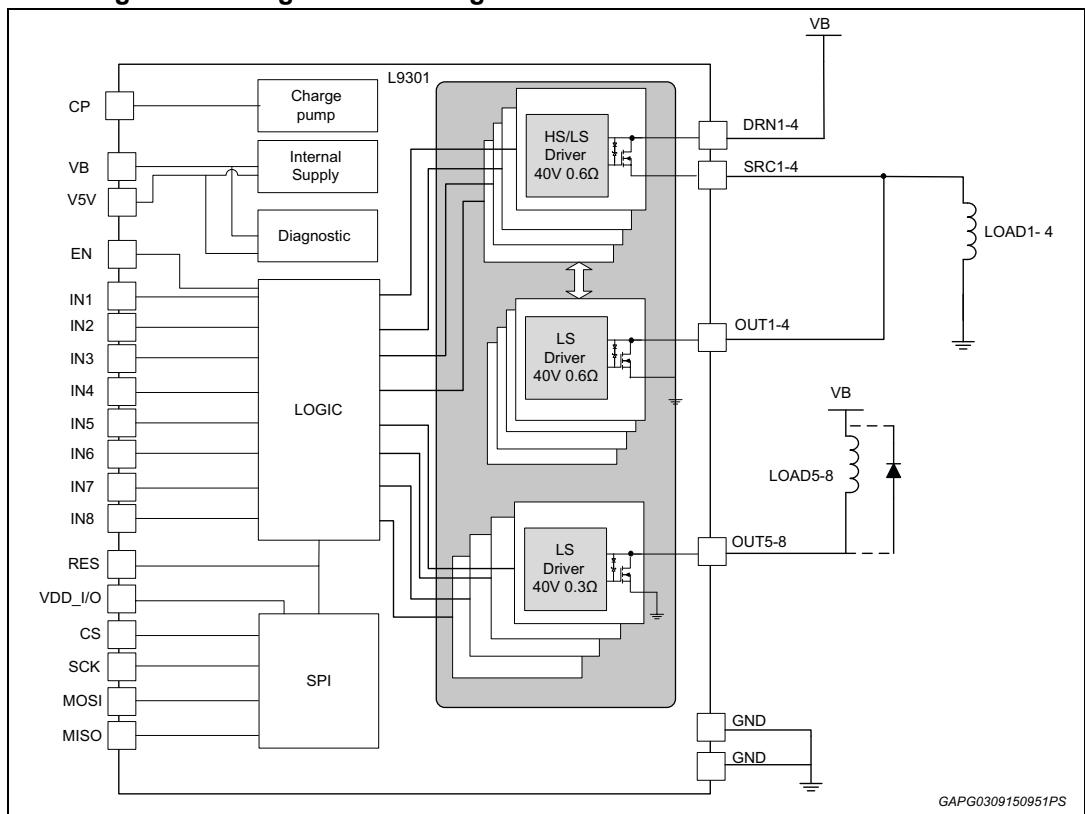 VB
L9301
CP
Charge
pump
VB
Internal
Supply
V5V
Diagnostic
EN
IN1
IN2
IN3
IN4
IN5
IN6
IN7
IN8
LOGIC
RES
VDD_I/O
CS
SCK
MOSI
MISO
SPI
HS/LS
Driver
40V 0.6Ω
LS
Driver
40V 0.6Ω
LS
Driver
40V 0.3Ω
DRN1-4
SRC1-4
LOAD1- 4
OUT1-4
VB
LOAD5-8
OUT5-8
GND
GND
GAPG0309150951PS